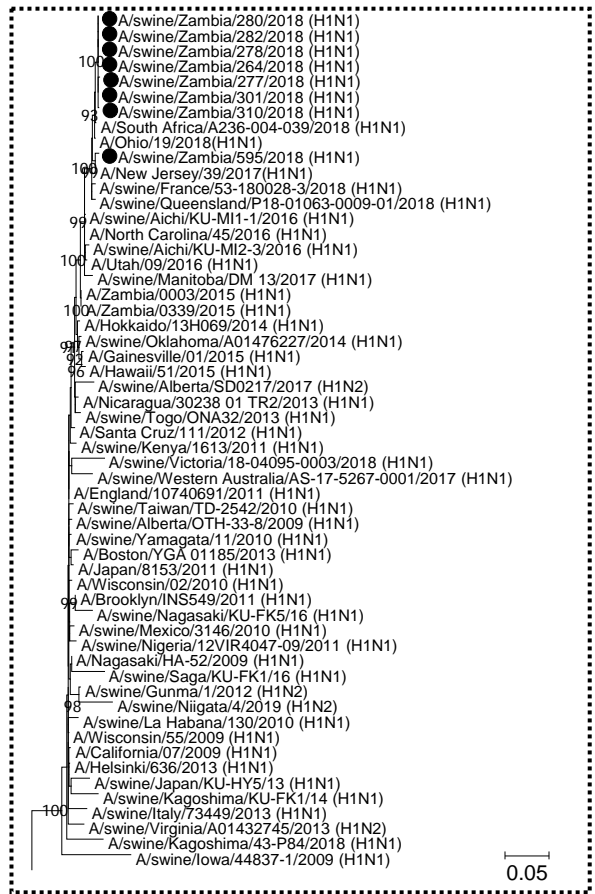 A/swine/Zambia/280/2018 (H1N1)
A/swine/Zambia/282/2018 (H1N1)
A/swine/Zambia/278/2018 (H1N1)
100
A/swine/Zambia/264/2018 (H1N1)
A/swine/Zambia/277/2018 (H1N1)
A/swine/Zambia/301/2018 (H1N1)
A/swine/Zambia/310/2018 (H1N1)
93
A/South Africa/A236-004-039/2018 (H1N1)
A/Ohio/19/2018(H1N1)
A/swine/Zambia/595/2018 (H1N1)
100
A/New Jersey/39/2017(H1N1)
A/swine/France/53-180028-3/2018 (H1N1)
A/swine/Queensland/P18-01063-0009-01/2018 (H1N1)
99
A/swine/Aichi/KU-MI1-1/2016 (H1N1)
A/North Carolina/45/2016 (H1N1)
A/swine/Aichi/KU-MI2-3/2016 (H1N1)
100
A/Utah/09/2016 (H1N1)
A/swine/Manitoba/DM 13/2017 (H1N1)
A/Zambia/0003/2015 (H1N1)
100
A/Zambia/0339/2015 (H1N1)
A/Hokkaido/13H069/2014 (H1N1)
A/swine/Oklahoma/A01476227/2014 (H1N1)
A/Gainesville/01/2015 (H1N1)
96
A/Hawaii/51/2015 (H1N1)
A/swine/Alberta/SD0217/2017 (H1N2)
A/Nicaragua/30238 01 TR2/2013 (H1N1)
A/swine/Togo/ONA32/2013 (H1N1)
A/Santa Cruz/111/2012 (H1N1)
A/swine/Kenya/1613/2011 (H1N1)
A/swine/Victoria/18-04095-0003/2018 (H1N1)
A/swine/Western Australia/AS-17-5267-0001/2017 (H1N1)
A/England/10740691/2011 (H1N1)
A/swine/Taiwan/TD-2542/2010 (H1N1)
A/swine/Alberta/OTH-33-8/2009 (H1N1)
A/swine/Yamagata/11/2010 (H1N1)
A/Boston/YGA 01185/2013 (H1N1)
A/Japan/8153/2011 (H1N1)
A/Wisconsin/02/2010 (H1N1)
99
A/Brooklyn/INS549/2011 (H1N1)
A/swine/Nagasaki/KU-FK5/16 (H1N1)
A/swine/Mexico/3146/2010 (H1N1)
A/swine/Nigeria/12VIR4047-09/2011 (H1N1)
A/Nagasaki/HA-52/2009 (H1N1)
A/swine/Saga/KU-FK1/16 (H1N1)
A/swine/Gunma/1/2012 (H1N2)
98
A/swine/Niigata/4/2019 (H1N2)
A/swine/La Habana/130/2010 (H1N1)
A/Wisconsin/55/2009 (H1N1)
A/California/07/2009 (H1N1)
A/Helsinki/636/2013 (H1N1)
A/swine/Japan/KU-HY5/13 (H1N1)
A/swine/Kagoshima/KU-FK1/14 (H1N1)
100
A/swine/Italy/73449/2013 (H1N1)
A/swine/Virginia/A01432745/2013 (H1N2)
A/swine/Kagoshima/43-P84/2018 (H1N1)
A/swine/Iowa/44837-1/2009 (H1N1)
0.05